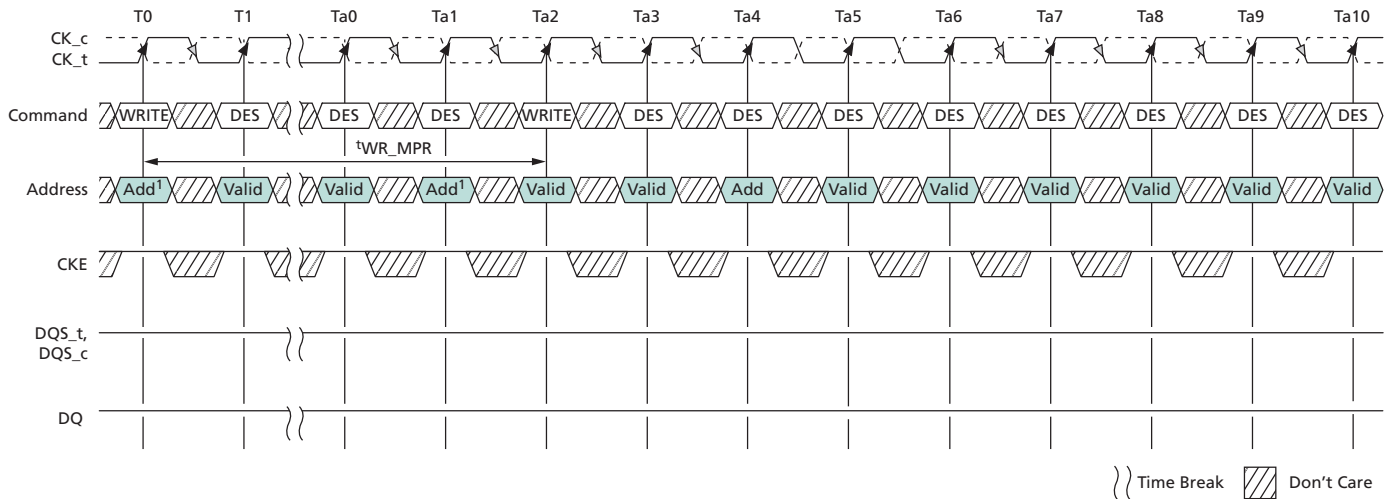 T0 T1 Ta0 Ta1 Ta2 Ta3 Ta4 Ta5 Ta6 Ta7 Ta8 Ta9 Ta10
CK_c
CK_t
Command WRITE DES DES DES WRITE DES DES DES DES DES DES DES DES
tWR_MPR
Address Add1 Valid Valid Add1 Valid Valid Add Valid Valid Valid Valid Valid Valid
CKE
DQS_t,
DQS_c
DQ
Time Break Don't Care